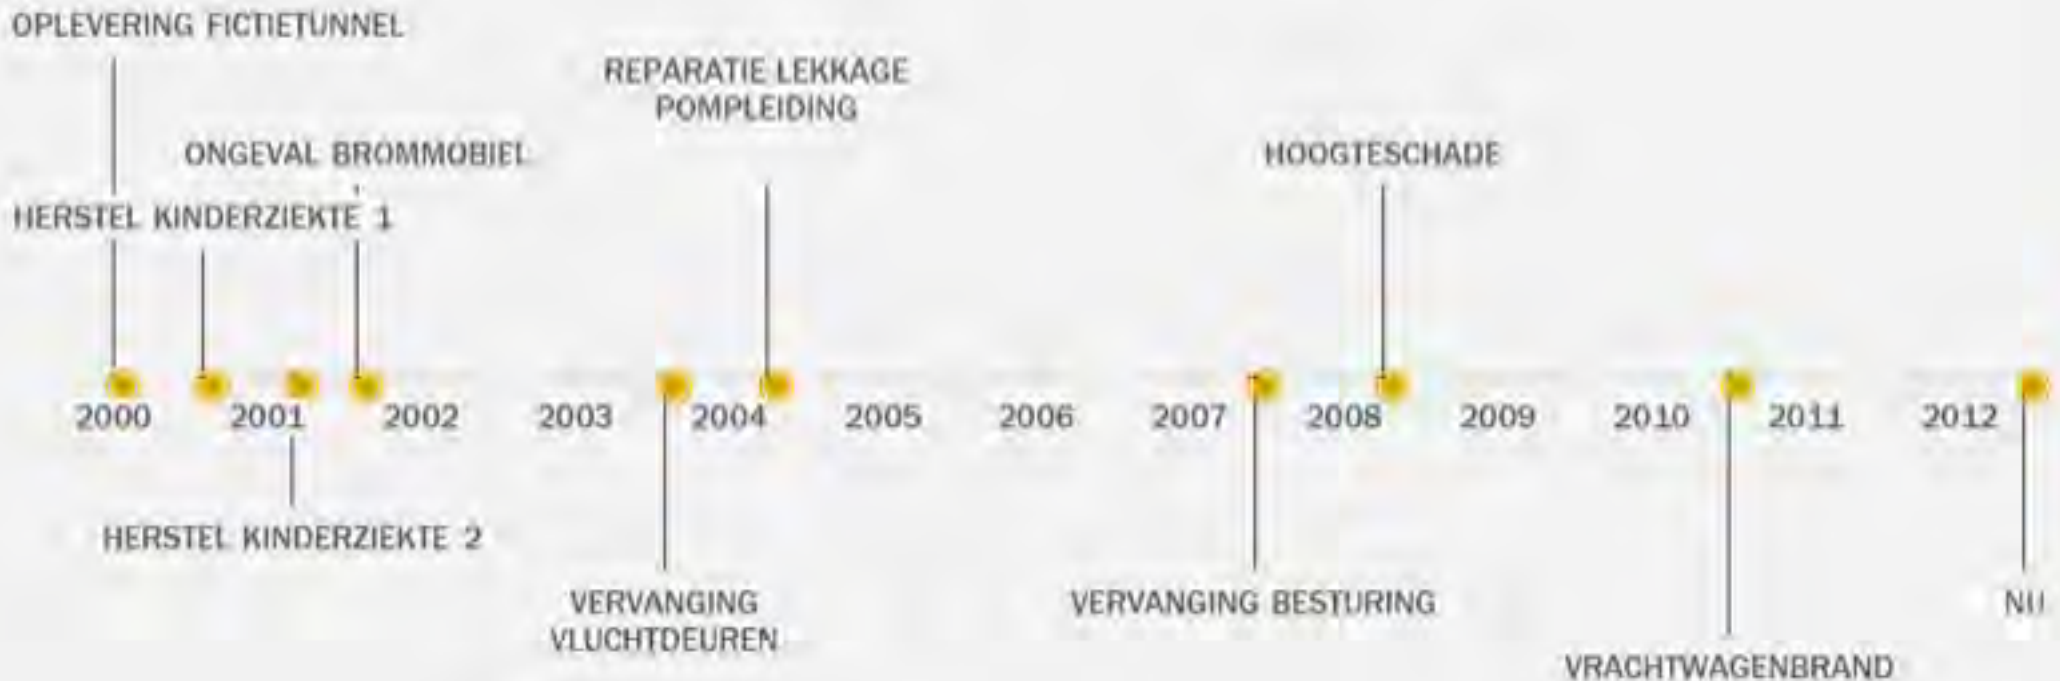 OPLEVERING FICTIETUNNEL
REPARATIE LEKKAGE
POMPLEIDING
ONGEVAL BROMMOBIEL
HOOGTESCHADE
HERSTEL KINDERZIEKTE 1
2000 2001 2002 2003 2004 2005 2006 2007 2008 2009 2010 2011 2012
HERSTEL KINDERZIEKTE 2
VERVANGING
VLUCHTDEUREN
VERVANGING BESTURING
NU
VRACHTWAGENBRAND